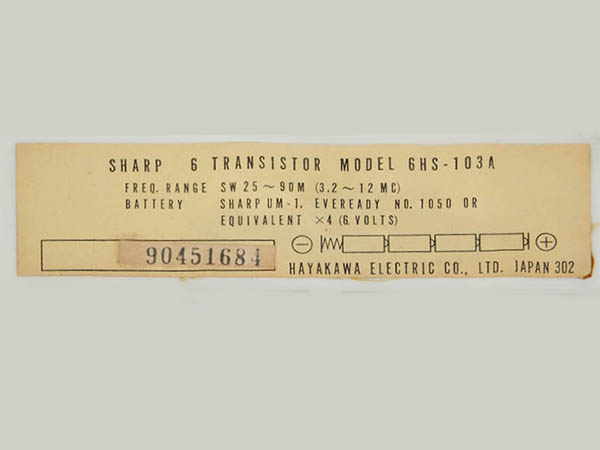 SHARP 6 TRANSISTOR MODEL 6HS-103A
FREQ. RANGE SW 25～90M (3.2～12 MC)
BATTERY SHARP UM-1, EVEREADY NO. 1050 OR
EQUIVALENT ×4 (6 VOLTS)
90451684
⊖ ⊕
HAYAKAWA ELECTRIC CO., LTD. JAPAN 302